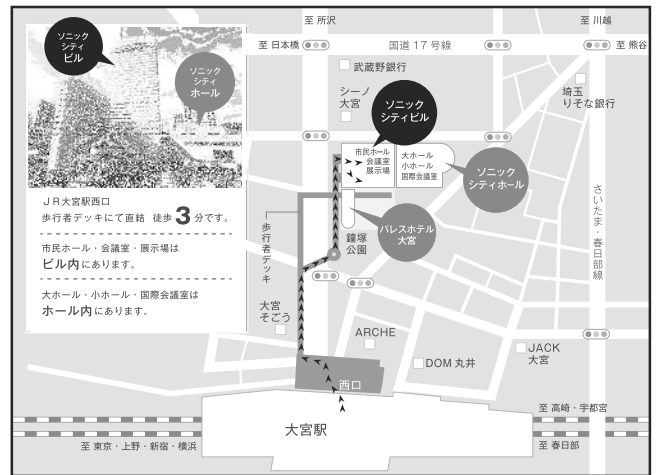 ソニック
シティ
ビル
ソニック
シティ
ホール
JR大宮駅西口
歩行者デッキにて直結 徒歩3分です。
市民ホール・会議室・展示場は
ビル内にあります。
大ホール・小ホール・国際会議室は
ホール内にあります。
至 所沢
至 川越
至 日本橋
国道17号線
至 熊谷
武蔵野銀行
シーノ
大宮
埼玉
りそな銀行
ソニック
シティビル
市民ホール
会議室
展示場
大ホール
小ホール
国際会議室
ソニック
シティホール
パレスホテル
大宮
鐘塚
公園
歩行者デッキ
さいたま・春日部線
大宮
そごう
ARCHE
DOM 丸井
JACK
大宮
西口
大宮駅
至 高崎・宇都宮
至 東京・上野・新宿・横浜
至 春日部